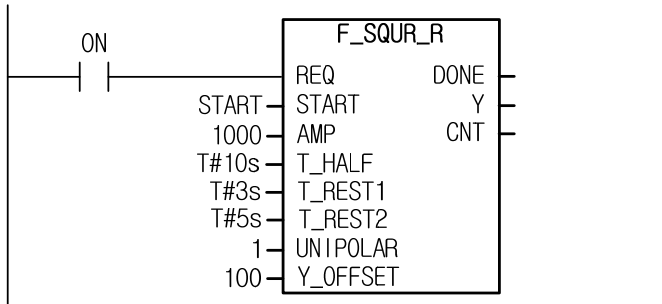 F_SQUR_R
ON
REQ DONE
START START Y
1000 AMP CNT
T#10s T_HALF
T#3s T_REST1
T#5s T_REST2
1 UNIPOLAR
100 Y_OFFSET